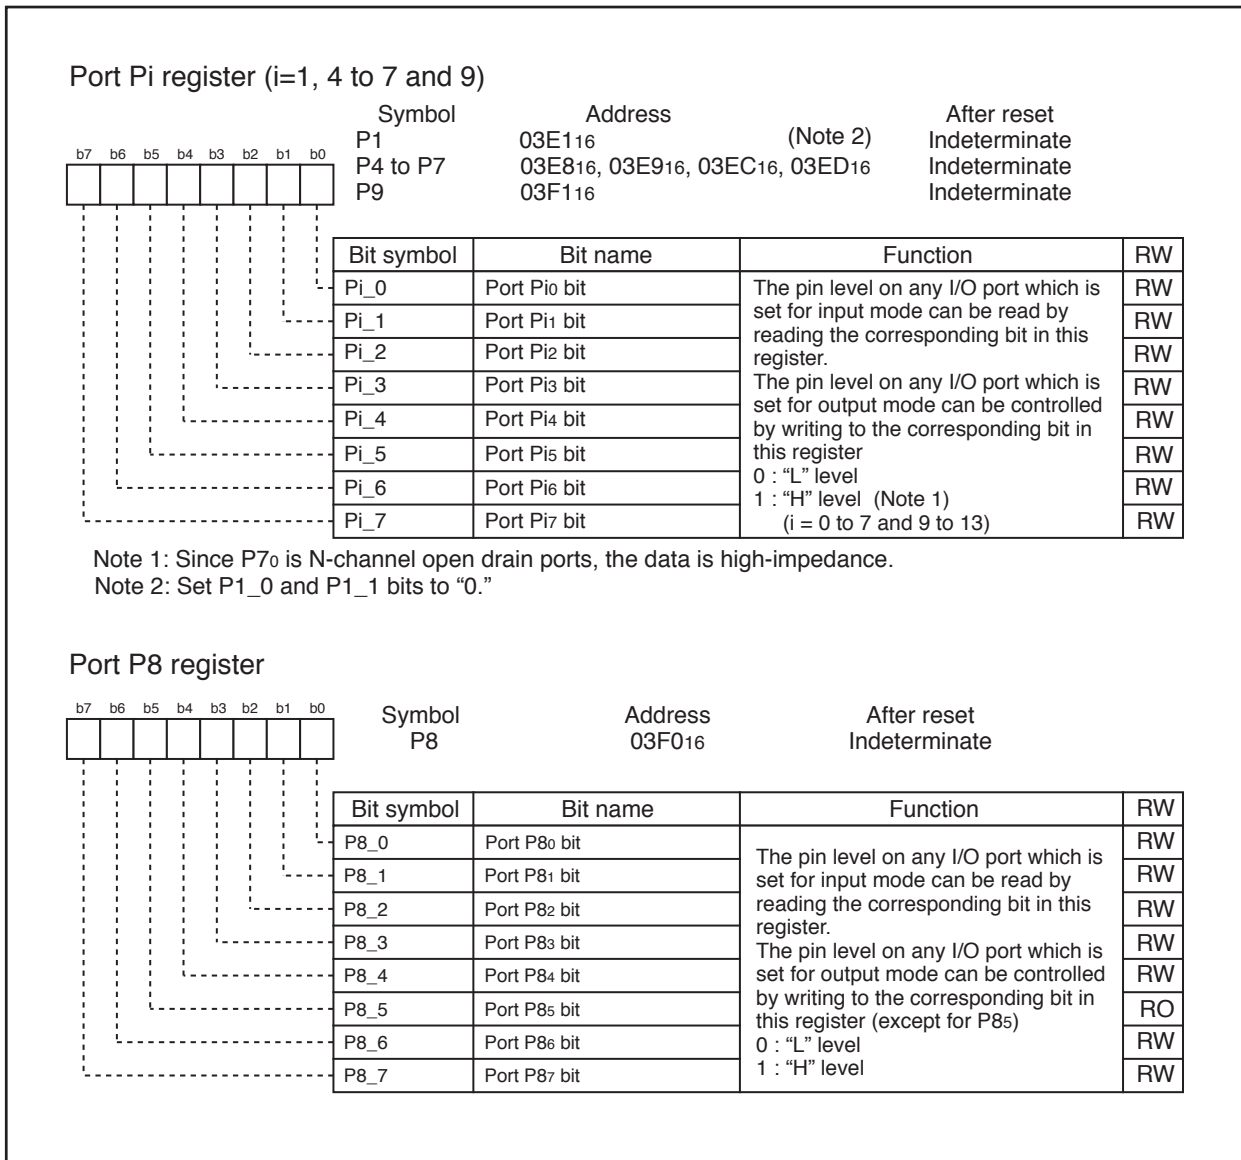 Port Pi register (i=1, 4 to 7 and 9)
Symbol Address After reset
P1 03E116 (Note 2) Indeterminate
P4 to P7 03E816, 03E916, 03EC16, 03ED16 Indeterminate
P9 03F116 Indeterminate
b7 b6 b5 b4 b3 b2 b1 b0
Bit symbol Bit name Function RW
Pi_0 Port Pi0 bit RW
Pi_1 Port Pi1 bit RW
Pi_2 Port Pi2 bit RW
Pi_3 Port Pi3 bit RW
Pi_4 Port Pi4 bit RW
Pi_5 Port Pi5 bit RW
Pi_6 Port Pi6 bit RW
Pi_7 Port Pi7 bit RW
The pin level on any I/O port which is
set for input mode can be read by
reading the corresponding bit in this
register.
The pin level on any I/O port which is
set for output mode can be controlled
by writing to the corresponding bit in
this register
0 : “L” level
1 : “H” level (Note 1)
(i = 0 to 7 and 9 to 13)
Note 1: Since P70 is N-channel open drain ports, the data is high-impedance.
Note 2: Set P1_0 and P1_1 bits to “0.”
Port P8 register
b7 b6 b5 b4 b3 b2 b1 b0
Symbol Address After reset
P8 03F016 Indeterminate
Bit symbol Bit name Function RW
P8_0 Port P80 bit RW
P8_1 Port P81 bit RW
P8_2 Port P82 bit RW
P8_3 Port P83 bit RW
P8_4 Port P84 bit RW
P8_5 Port P85 bit RO
P8_6 Port P86 bit RW
P8_7 Port P87 bit RW
The pin level on any I/O port which is
set for input mode can be read by
reading the corresponding bit in this
register.
The pin level on any I/O port which is
set for output mode can be controlled
by writing to the corresponding bit in
this register (except for P85)
0 : “L” level
1 : “H” level